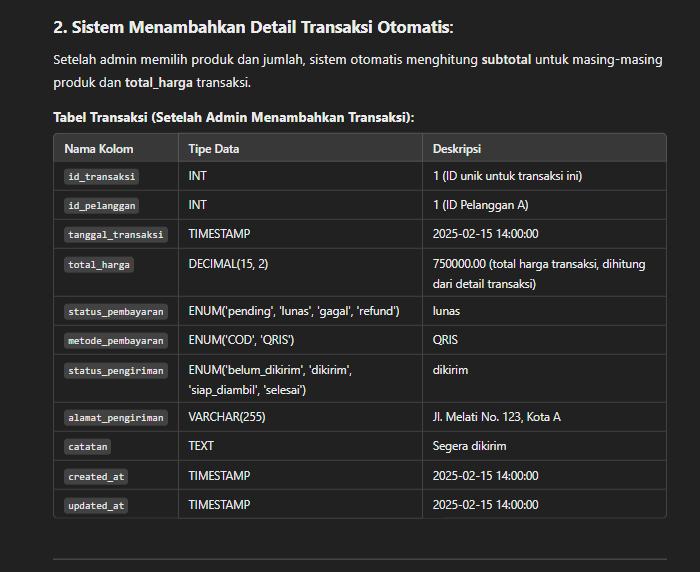 2. Sistem Menambahkan Detail Transaksi Otomatis:
Setelah admin memilih produk dan jumlah, sistem otomatis menghitung subtotal untuk masing-masing
produk dan total_harga transaksi.
Tabel Transaksi (Setelah Admin Menambahkan Transaksi):
Nama Kolom Tipe Data Deskripsi
id_transaksi INT 1 (ID unik untuk transaksi ini)
id_pelanggan INT 1 (ID Pelanggan A)
tanggal_transaksi TIMESTAMP 2025-02-15 14:00:00
total_harga DECIMAL(15, 2) 750000.00 (total harga transaksi, dihitung
dari detail transaksi)
status_pembayaran ENUM('pending', 'lunas', 'gagal', 'refund') lunas
metode_pembayaran ENUM('COD', 'QRIS') QRIS
status_pengiriman ENUM('belum_dikirim', 'dikirim', dikirim
'siap_diambil', 'selesai')
alamat_pengiriman VARCHAR(255) Jl. Melati No. 123, Kota A
catatan TEXT Segera dikirim
created_at TIMESTAMP 2025-02-15 14:00:00
updated_at TIMESTAMP 2025-02-15 14:00:00